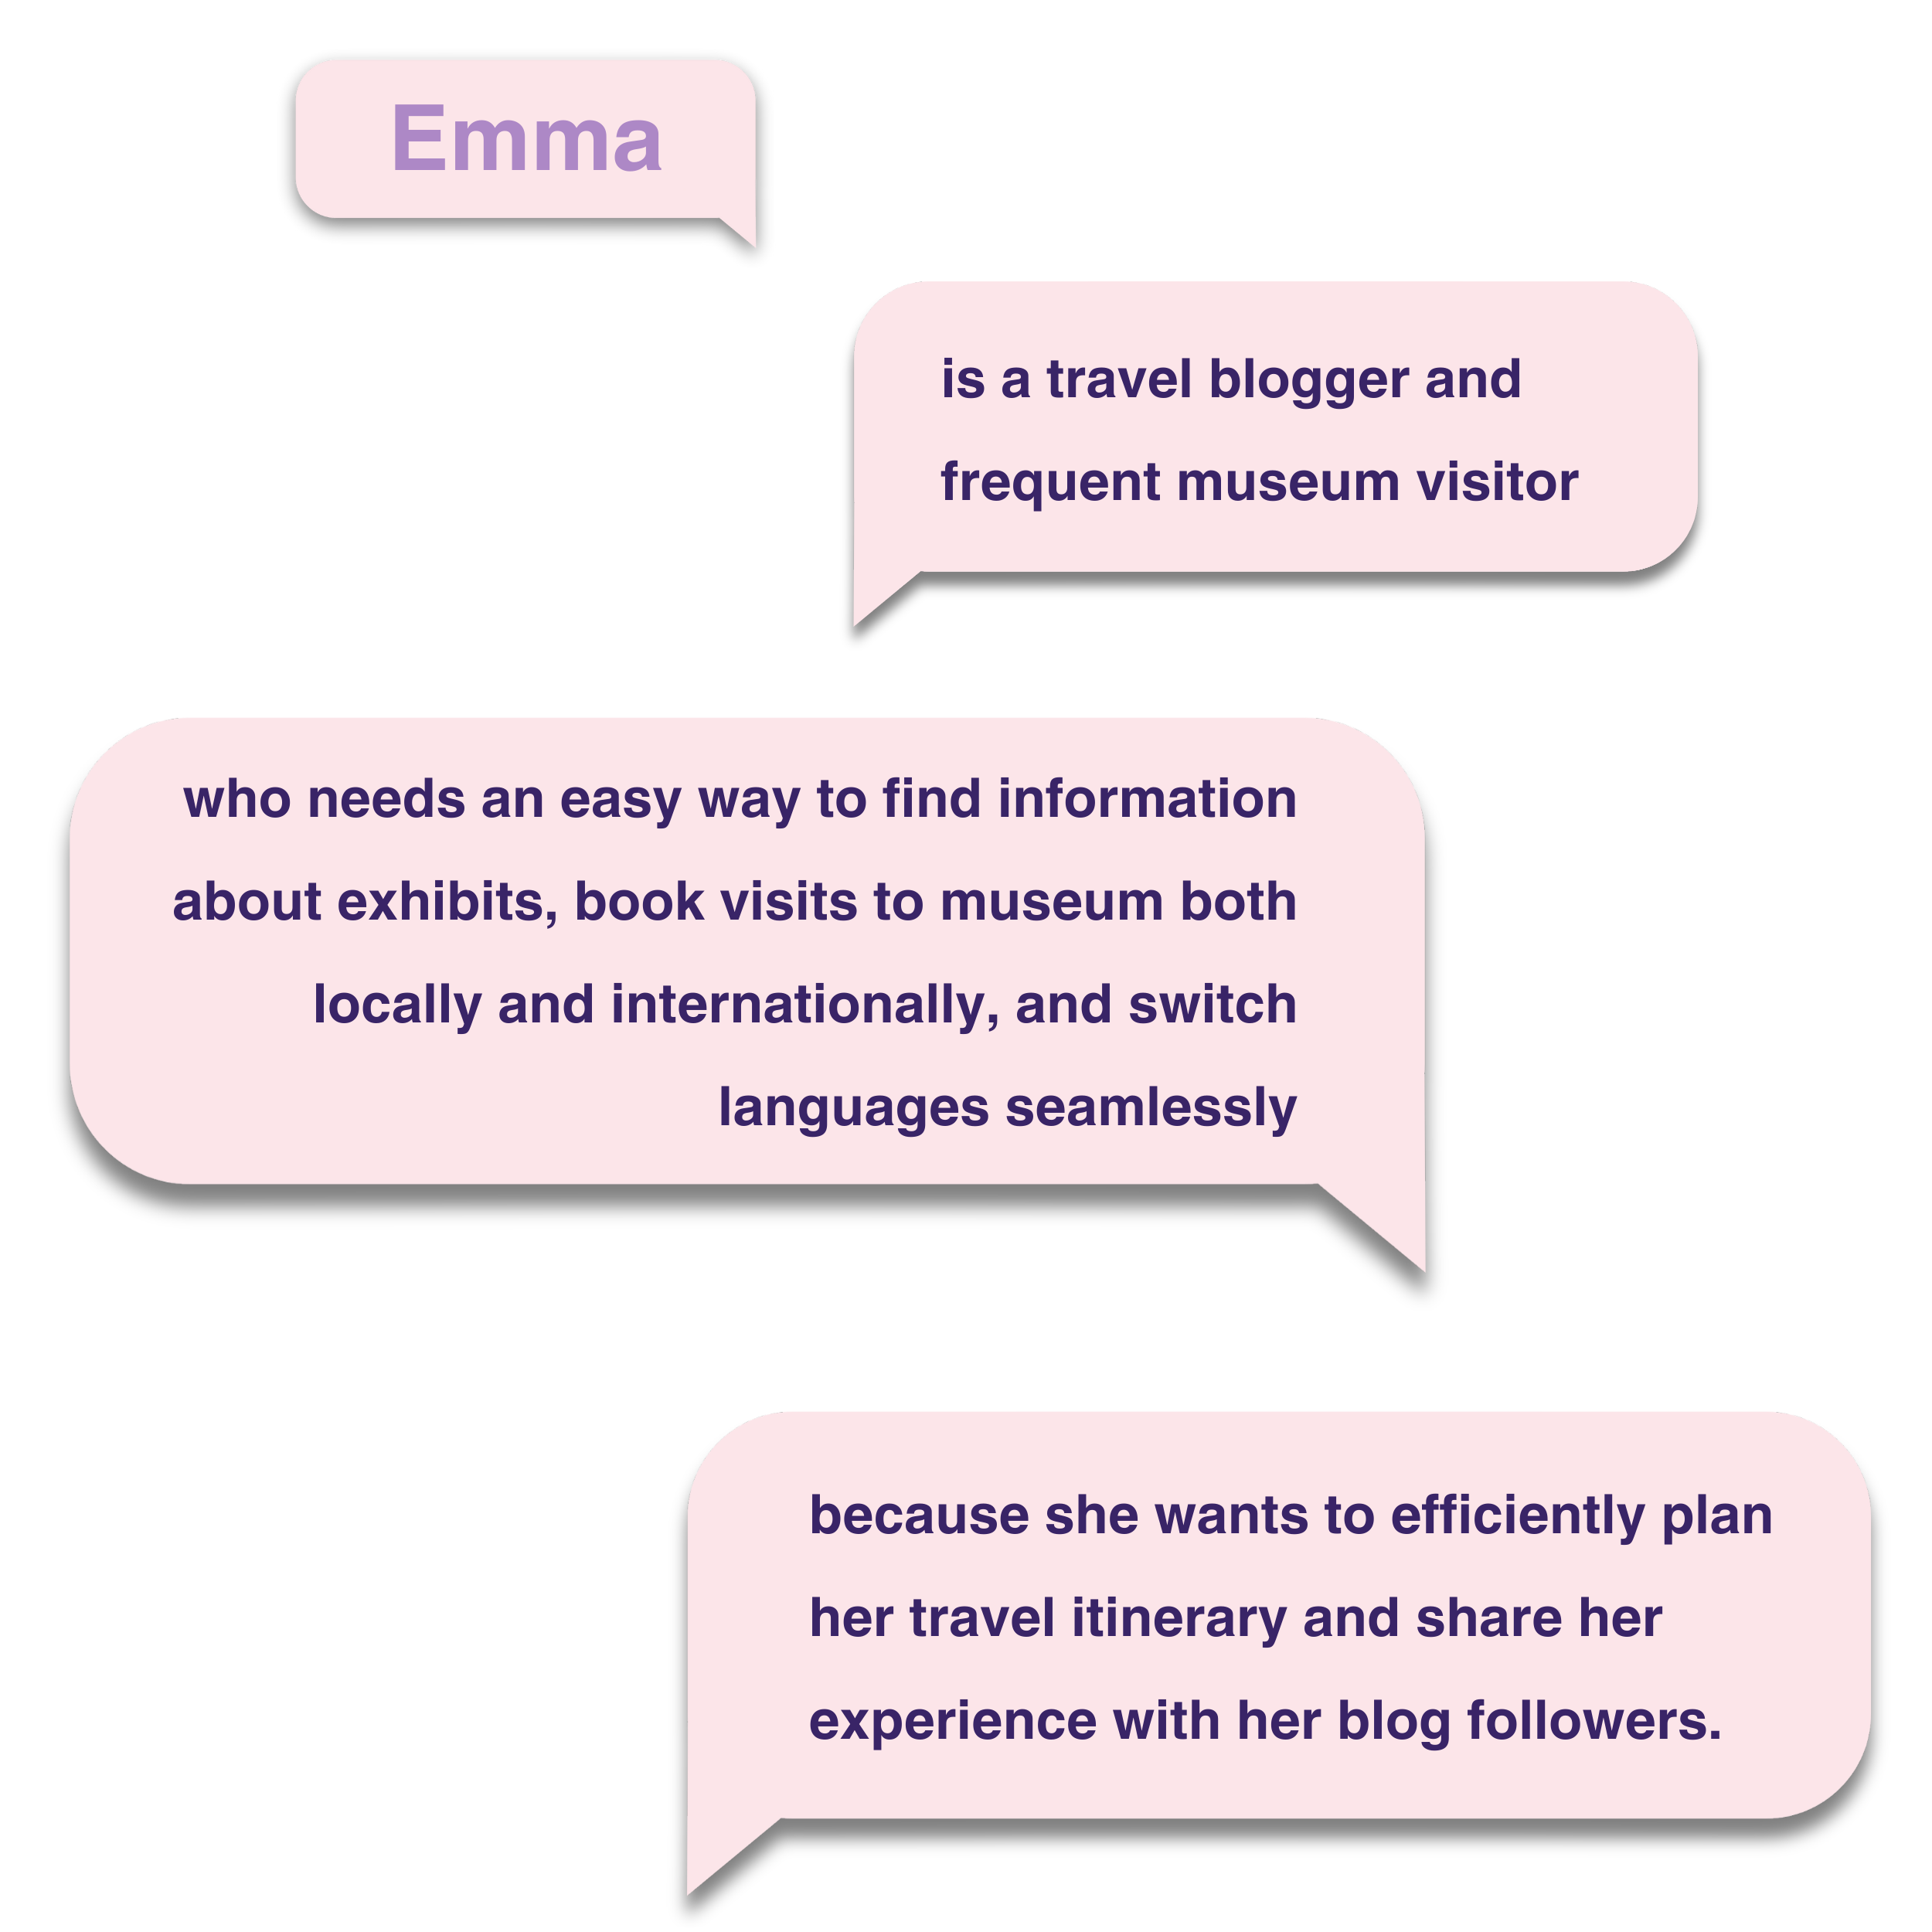 Emma
is a travel blogger and
frequent museum visitor
who needs an easy way to find information
about exhibits, book visits to museum both
locally and internationally, and switch
languages seamlessly
because she wants to efficiently plan
her travel itinerary and share her
experience with her blog followers.